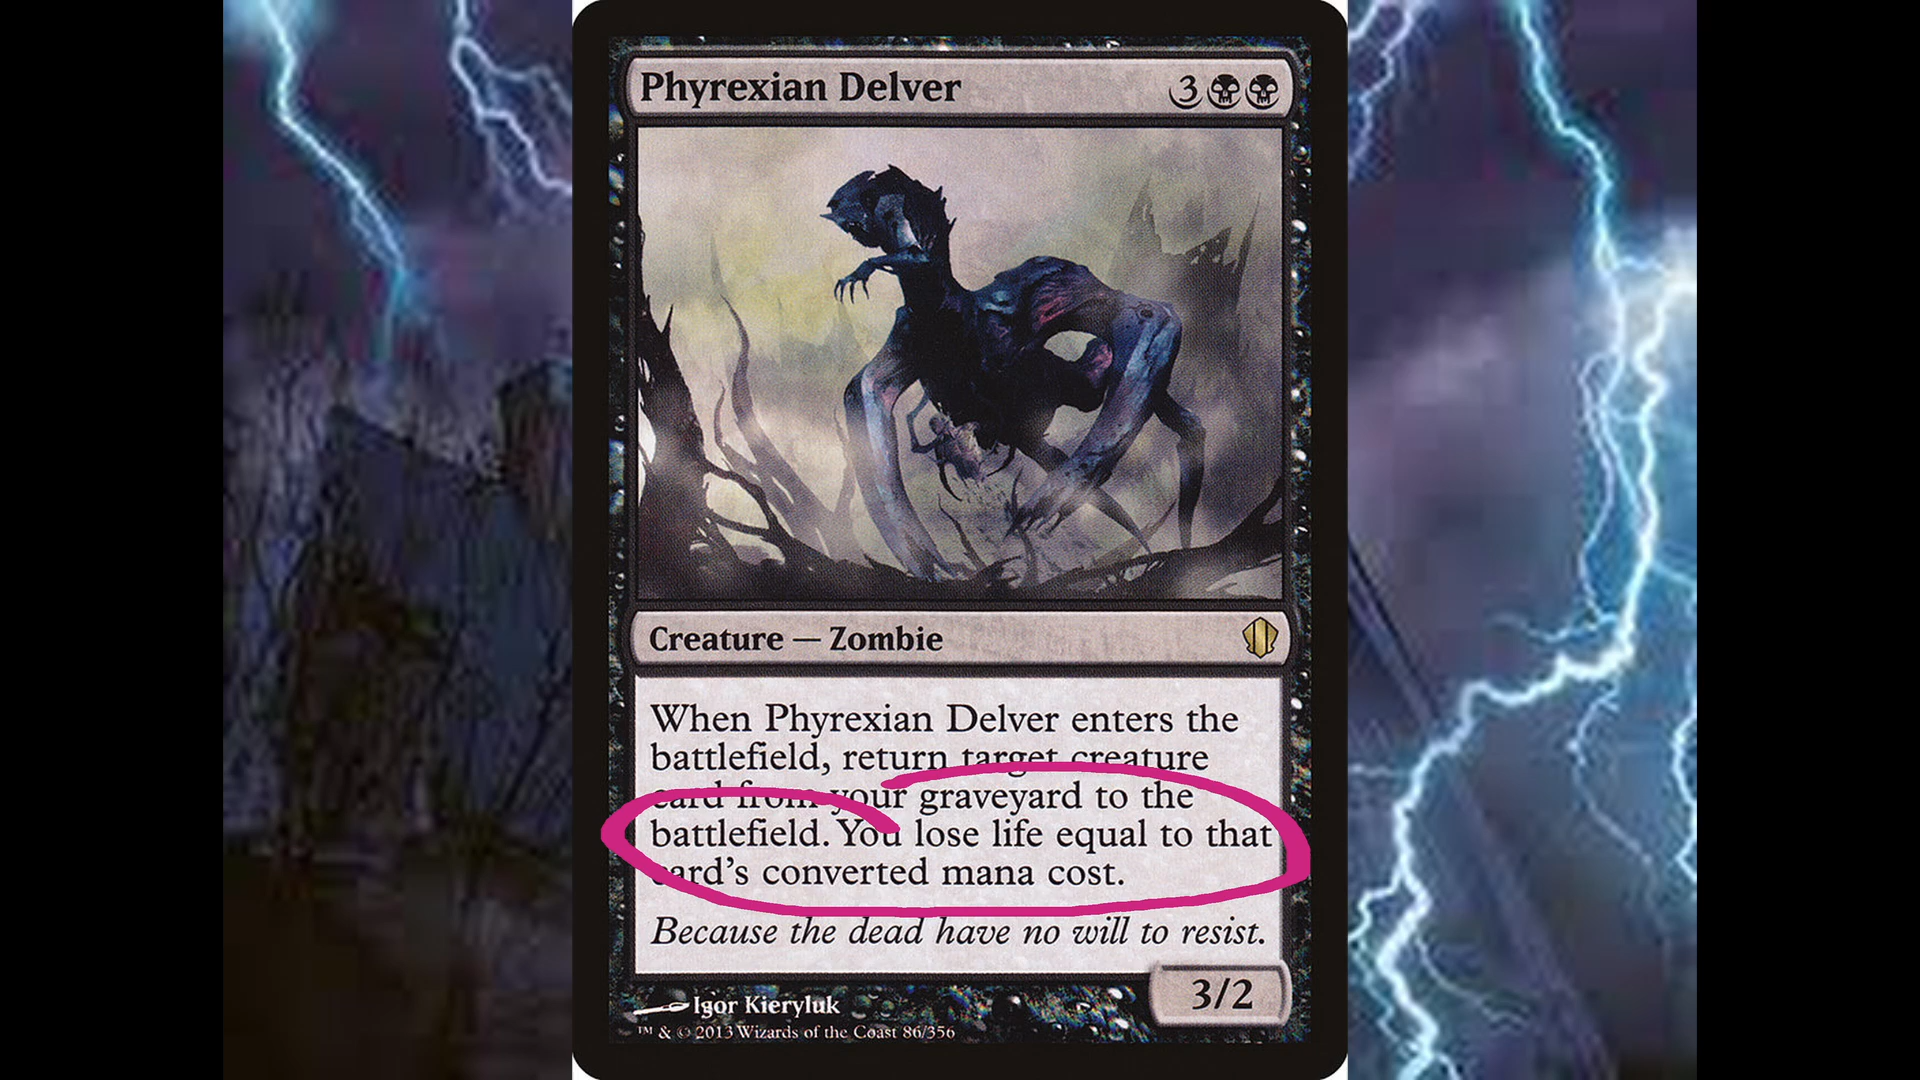 Phyrexian Delver 3
Creature — Zombie
When Phyrexian Delver enters the
battlefield, return target creature
card from your graveyard to the
battlefield. You lose life equal to that
card's converted mana cost.
Because the dead have no will to resist.
3/2
Igor Kieryluk
™ & © 2013 Wizards of the Coast 86/356